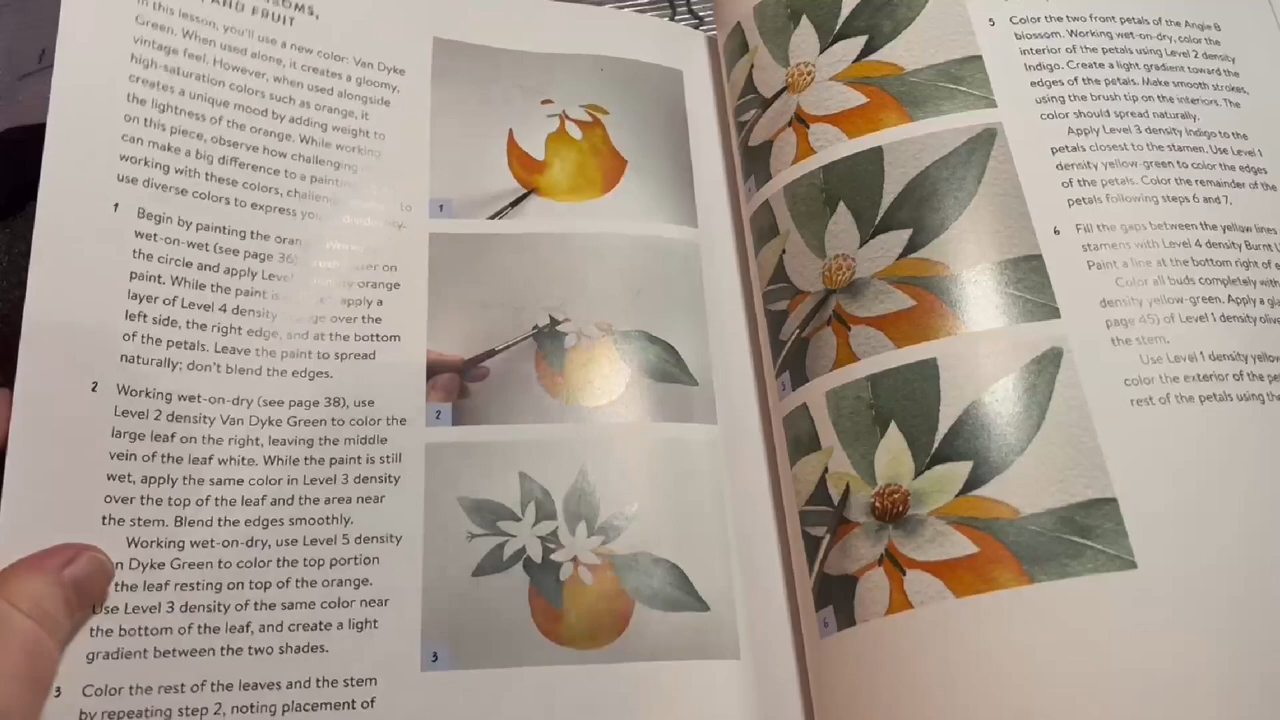 AND FRUIT
In this lesson, you'll use a new color: Van Dyke
Green. When used alone, it creates a gloomy,
vintage feel. However, when used alongside
high-saturation colors such as orange, it
creates a unique mood by adding weight to
the lightness of the orange. While working
on this piece, observe how challenging
can make a big difference to a
working with these colors, to
use diverse colors to express
1 Begin by painting the
wet-on-wet (see page 36). on
the circle and apply orange
paint. While the paint is apply a
layer of Level 4 density over the
left side, the right edge, and at the bottom
of the petals. Leave the paint to spread
naturally; don't blend the edges.
2 Working wet-on-dry (see page 38), use
Level 2 density Van Dyke Green to color the
large leaf on the right, leaving the middle
vein of the leaf white. While the paint is still
wet, apply the same color in Level 3 density
over the top of the leaf and the area near
the stem. Blend the edges smoothly.
Working wet-on-dry, use Level 5 density
n Dyke Green to color the top portion
the leaf resting on top of the orange.
Use Level 3 density of the same color near
the bottom of the leaf, and create a light
gradient between the two shades.
3 Color the rest of the leaves and the stem
by repeating step 2, noting placement of
1
2
3
5
6
5 Color the two front petals of the Angle B
blossom. Working wet-on-dry, color the
interior of the petals using Level 2 density
Indigo. Create a light gradient toward the
edges of the petals. Make smooth strokes,
using the brush tip on the interiors. The
color should spread naturally.
Apply Level 3 density Indigo to the
petals closest to the stamen. Use Level 1
density yellow-green to color the edges
of the petals. Color the remainder of the
petals following steps 6 and 7.
6 Fill the gaps between the yellow lines
stamens with Level 4 density Burnt
Paint a line at the bottom right of
Color all buds completely with
density yellow-green. Apply a
page 45) of Level 1 density
the stem.
Use Level 1 density
color the exterior of the
rest of the petals using